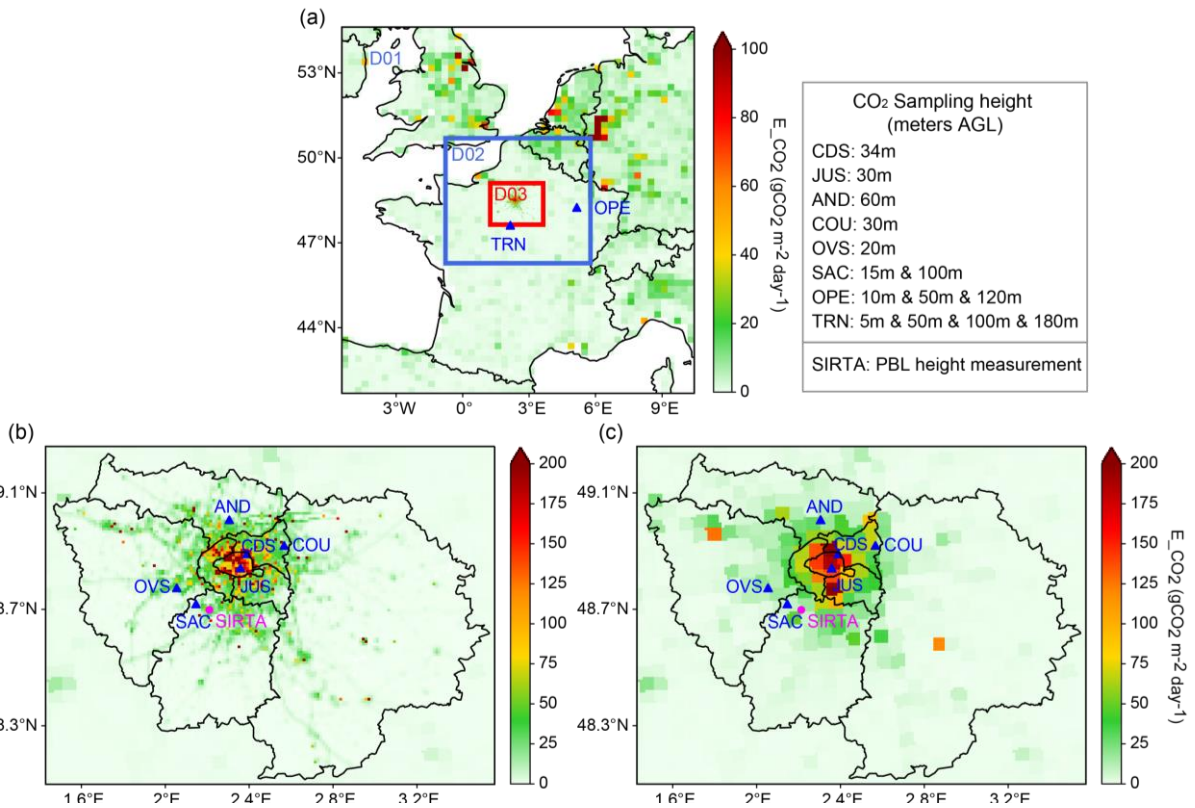 (a)
D01
D02
D03
OPE
TRN
53°N
50°N
47°N
44°N
3°W 0° 3°E 6°E 9°E
100
80
60
40
20
0
E_CO₂ (gCO₂ m-² day-¹)
CO₂ Sampling height
(meters AGL)
CDS: 34m
JUS: 30m
AND: 60m
COU: 30m
OVS: 20m
SAC: 15m & 100m
OPE: 10m & 50m & 120m
TRN: 5m & 50m & 100m & 180m
SIRTA: PBL height measurement
(b)
AND
CDS COU
OVS JUS
SAC SIRTA
49.1°N
48.7°N
48.3°N
1.6°E 2°E 2.4°E 2.8°E 3.2°E
200
175
150
125
100
75
50
25
0
(c)
AND
CDS COU
OVS JUS
SAC SIRTA
49.1°N
48.7°N
48.3°N
1.6°E 2°E 2.4°E 2.8°E 3.2°E
200
175
150
125
100
75
50
25
0
E_CO₂ (gCO₂ m-² day-¹)